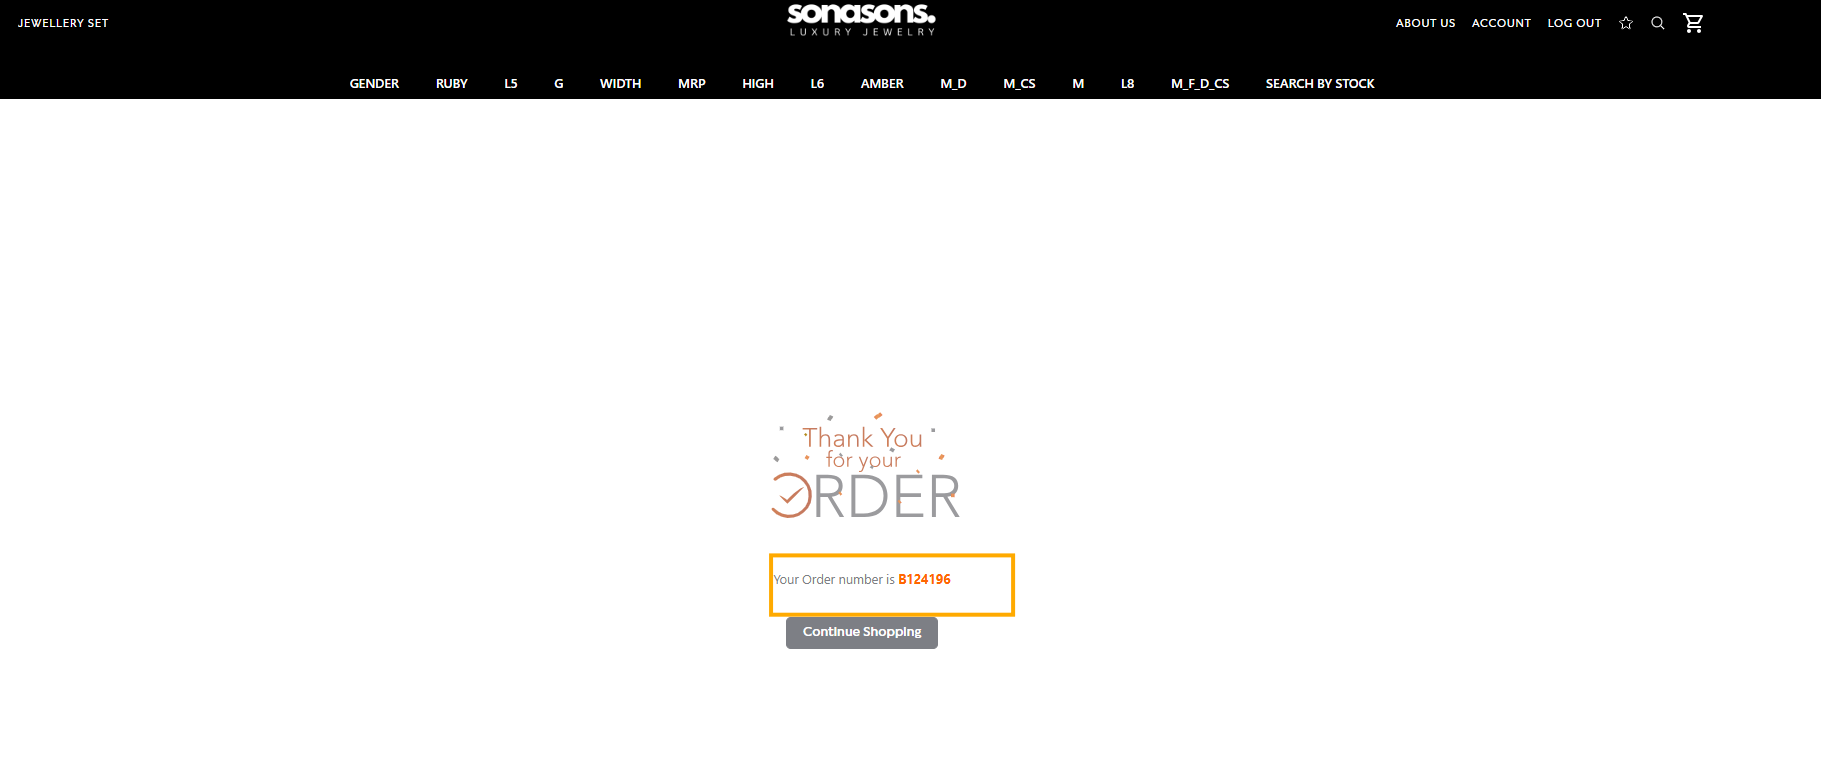 JEWELLERY SET
sonasons.
LUXURY JEWELRY
ABOUT US ACCOUNT LOG OUT
GENDER RUBY L5 G WIDTH MRP HIGH L6 AMBER M_D M_CS M L8 M_F_D_CS SEARCH BY STOCK
Thank You
for your
ORDER
Your Order number is B124196
Continue Shopping